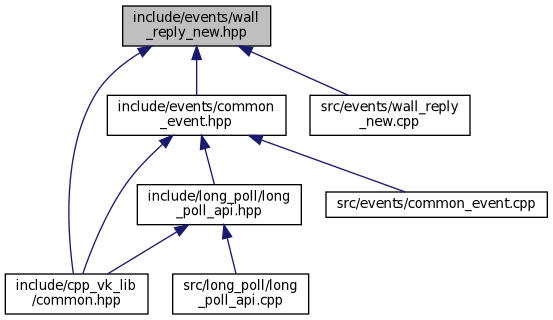 include/events/wall
_reply_new.hpp
include/events/common
_event.hpp
src/events/wall_reply
_new.cpp
include/long_poll/long
_poll_api.hpp
src/events/common_event.cpp
include/cpp_vk_lib
/common.hpp
src/long_poll/long
_poll_api.cpp